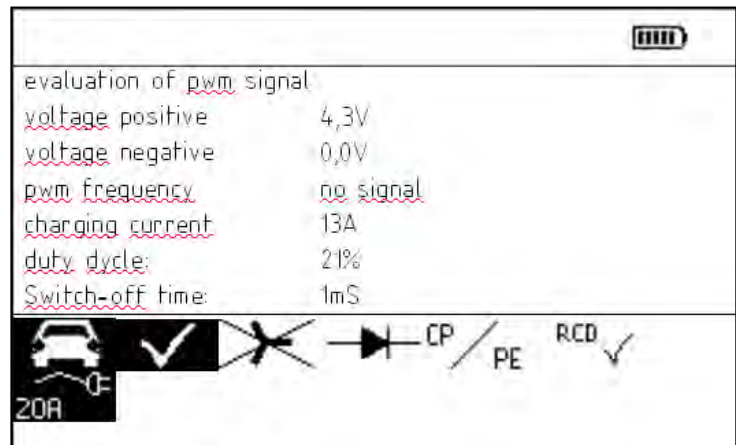 evaluation of pwm signal
voltage positive 4,3V
voltage negative 0,0V
pwm frequency no signal
charging current 13A
duty dycle: 21%
Switch-off time: 1mS
CP/PE RCD
20A